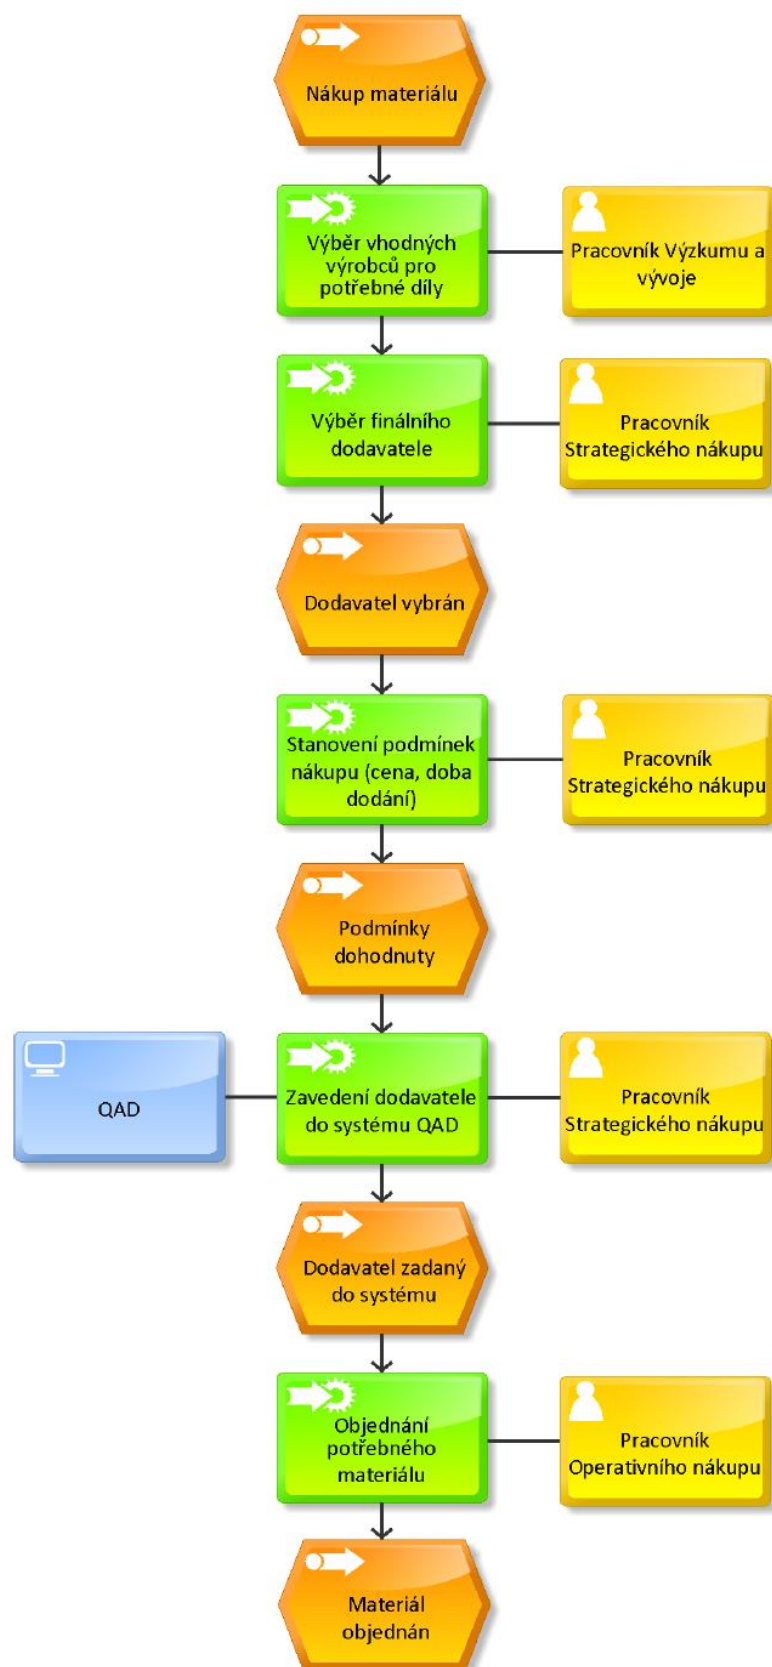 Nákup materiálu
Výběr vhodných
výrobců pro
potřebné díly
Pracovník Výzkumu a
vývoje
Výběr finálního
dodavatele
Pracovník
Strategického nákupu
Dodavatel vybrán
Stanovení podmínek
nákupu (cena, doba
dodání)
Pracovník
Strategického nákupu
Podmínky
dohodnuty
QAD
Zavedení dodavatele
do systému QAD
Pracovník
Strategického nákupu
Dodavatel zadaný
do systému
Objednání
potřebného
materiálu
Pracovník
Operativního nákupu
Materiál
objednán